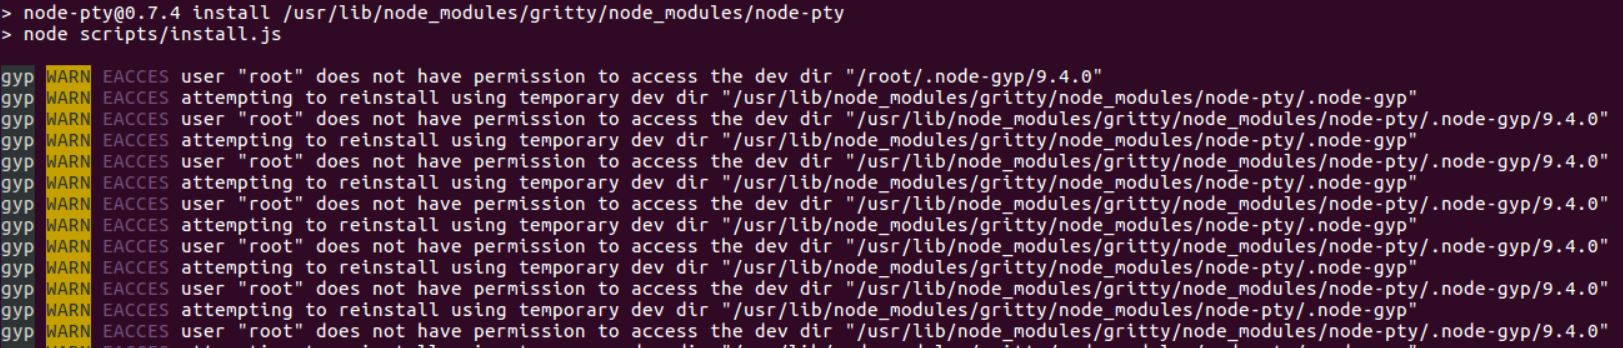 > node-pty@0.7.4 install /usr/lib/node_modules/gritty/node_modules/node-pty
> node scripts/install.js
gyp WARN EACCES user "root" does not have permission to access the dev dir "/root/.node-gyp/9.4.0"
gyp WARN EACCES attempting to reinstall using temporary dev dir "/usr/lib/node_modules/gritty/node_modules/node-pty/.node-gyp"
gyp WARN EACCES user "root" does not have permission to access the dev dir "/usr/lib/node_modules/gritty/node_modules/node-pty/.node-gyp/9.4.0"
gyp WARN EACCES attempting to reinstall using temporary dev dir "/usr/lib/node_modules/gritty/node_modules/node-pty/.node-gyp"
gyp WARN EACCES user "root" does not have permission to access the dev dir "/usr/lib/node_modules/gritty/node_modules/node-pty/.node-gyp/9.4.0"
gyp WARN EACCES attempting to reinstall using temporary dev dir "/usr/lib/node_modules/gritty/node_modules/node-pty/.node-gyp"
gyp WARN EACCES user "root" does not have permission to access the dev dir "/usr/lib/node_modules/gritty/node_modules/node-pty/.node-gyp/9.4.0"
gyp WARN EACCES attempting to reinstall using temporary dev dir "/usr/lib/node_modules/gritty/node_modules/node-pty/.node-gyp"
gyp WARN EACCES user "root" does not have permission to access the dev dir "/usr/lib/node_modules/gritty/node_modules/node-pty/.node-gyp/9.4.0"
gyp WARN EACCES attempting to reinstall using temporary dev dir "/usr/lib/node_modules/gritty/node_modules/node-pty/.node-gyp"
gyp WARN EACCES user "root" does not have permission to access the dev dir "/usr/lib/node_modules/gritty/node_modules/node-pty/.node-gyp/9.4.0"
gyp WARN EACCES attempting to reinstall using temporary dev dir "/usr/lib/node_modules/gritty/node_modules/node-pty/.node-gyp"
gyp WARN EACCES user "root" does not have permission to access the dev dir "/usr/lib/node_modules/gritty/node_modules/node-pty/.node-gyp/9.4.0"